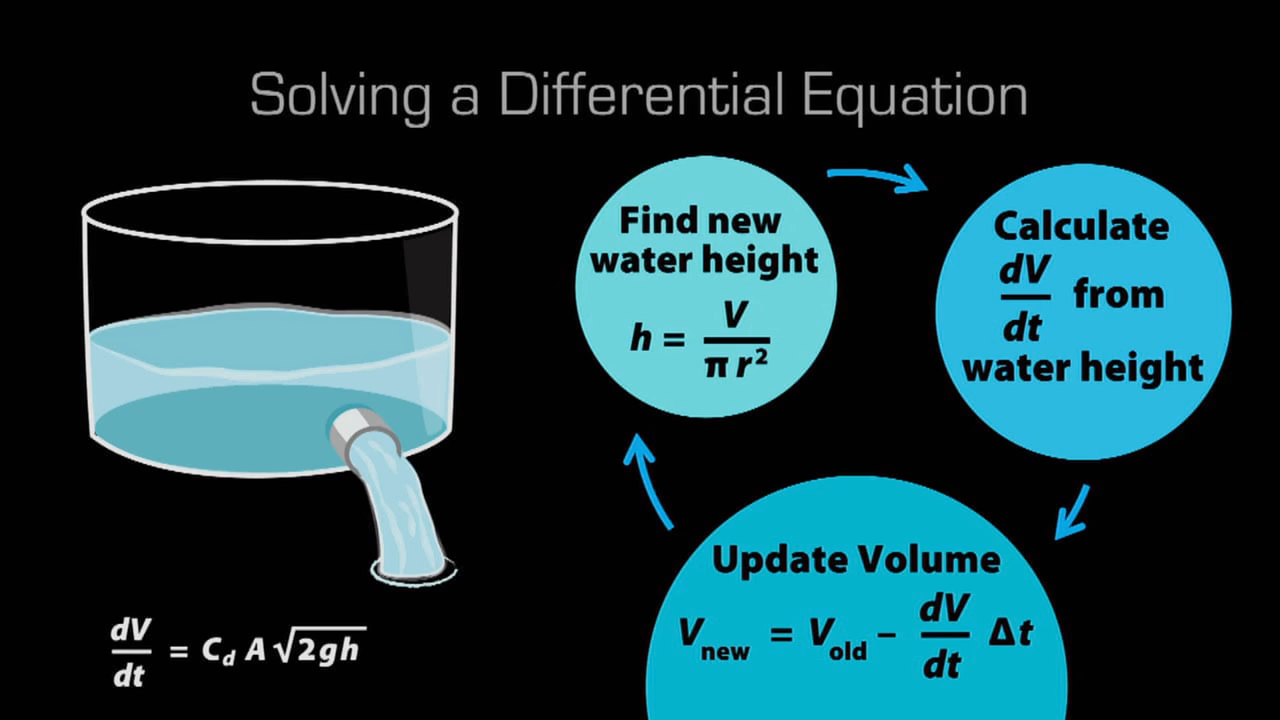 Solving a Differential Equation
Find new
water height
h = V / π r²
Calculate
dV/dt from
water height
Update Volume
V_new = V_old – dV/dt Δt
dV/dt = C_d A √2gh